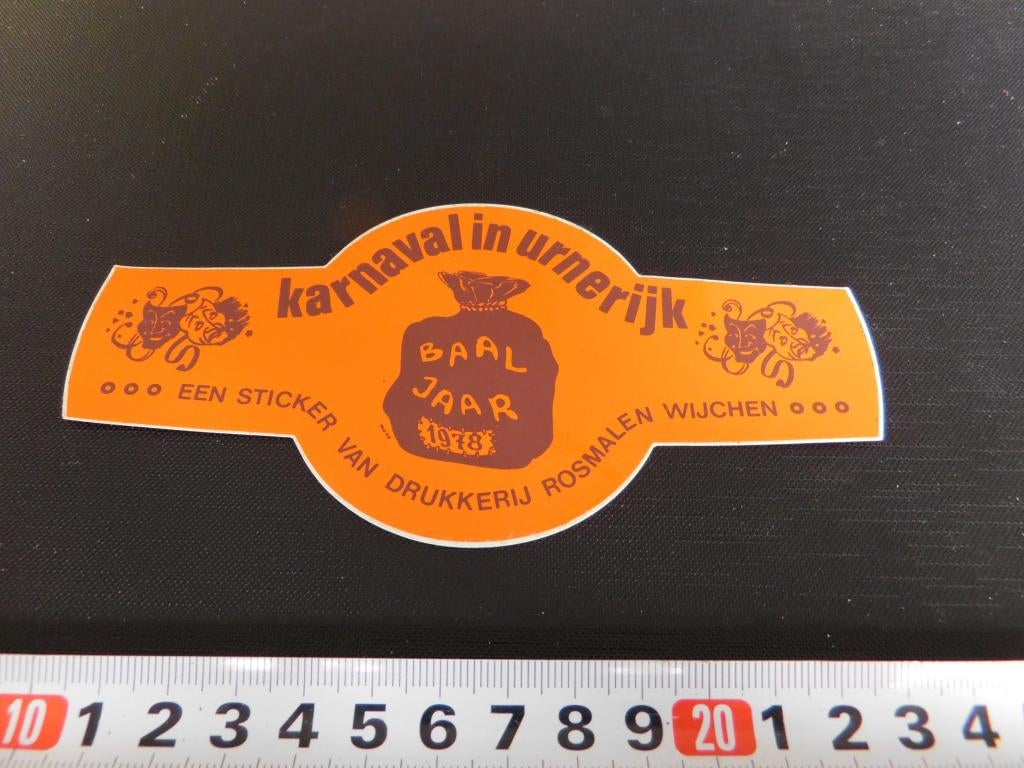 karnaval in urnerijk
BAAL
JAAR
1978
EEN STICKER VAN DRUKKERIJ ROSMALEN WIJCHEN
10 1 2 3 4 5 6 7 8 9 20 1 2 3 4